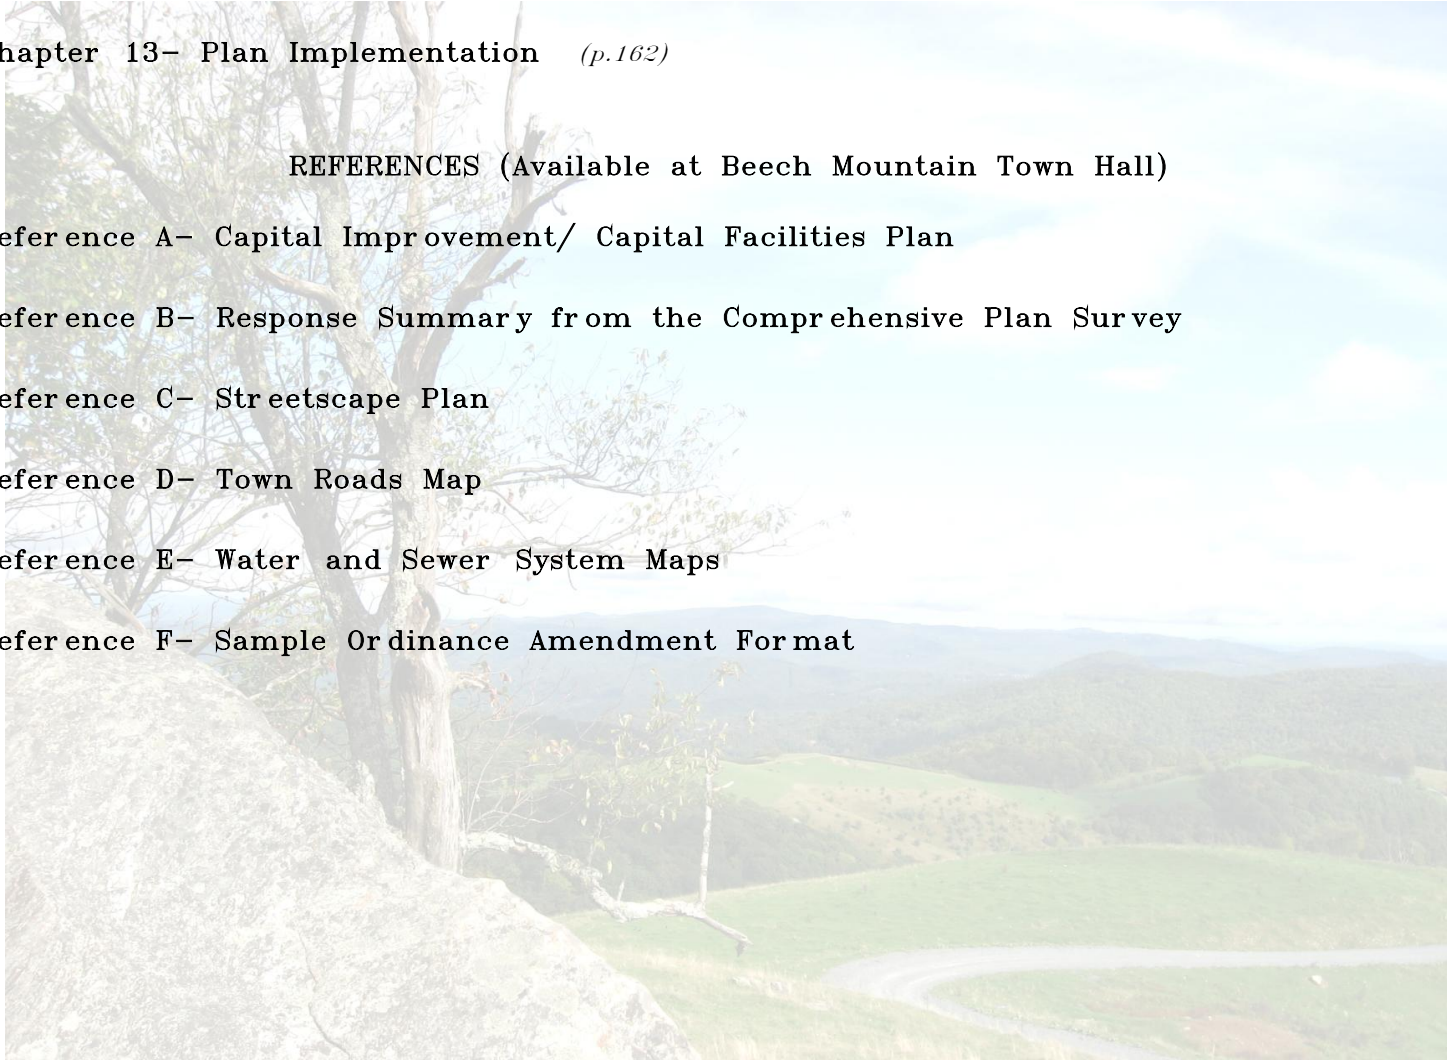 hapter 13- Plan Implementation (p.162)
REFERENCES (Available at Beech Mountain Town Hall)
eference A- Capital Improvement/ Capital Facilities Plan
eference B- Response Summary from the Comprehensive Plan Survey
eference C- Streetscape Plan
eference D- Town Roads Map
eference E- Water and Sewer System Maps
eference F- Sample Ordinance Amendment Format